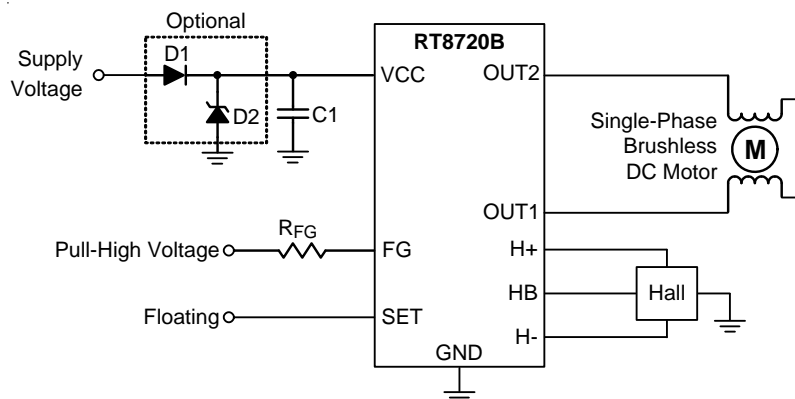 Optional
RT8720B
D1
Supply
Voltage
VCC
OUT2
D2
C1
Single-Phase
Brushless
DC Motor
M
OUT1
RFG
H+
Pull-High Voltage
FG
HB
Hall
Floating
SET
H-
GND